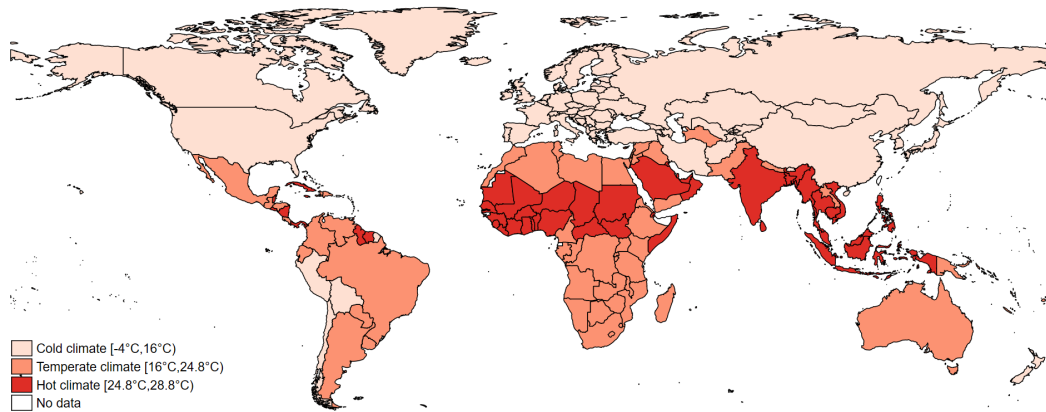 Cold climate [-4°C,16°C)
Temperate climate [16°C,24.8°C)
Hot climate [24.8°C,28.8°C)
No data